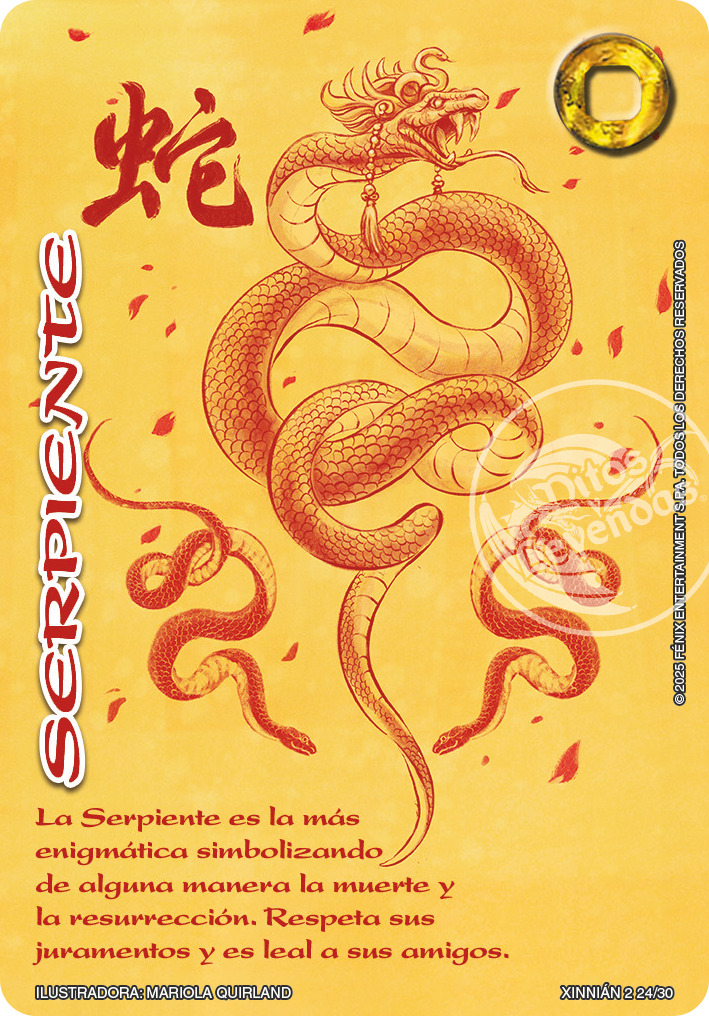 蛇
SERPIENTE
© 2025 FÉNIX ENTERTAINMENT SPA. TODOS LOS DERECHOS RESERVADOS
Mitos
Leyendas
La Serpiente es la más
enigmática simbolizando
de alguna manera la muerte y
la resurrección. Respeta sus
juramentos y es leal a sus amigos.
ILUSTRADORA: MARIOLA QUIRLAND
XINNIÁN 2 24/30